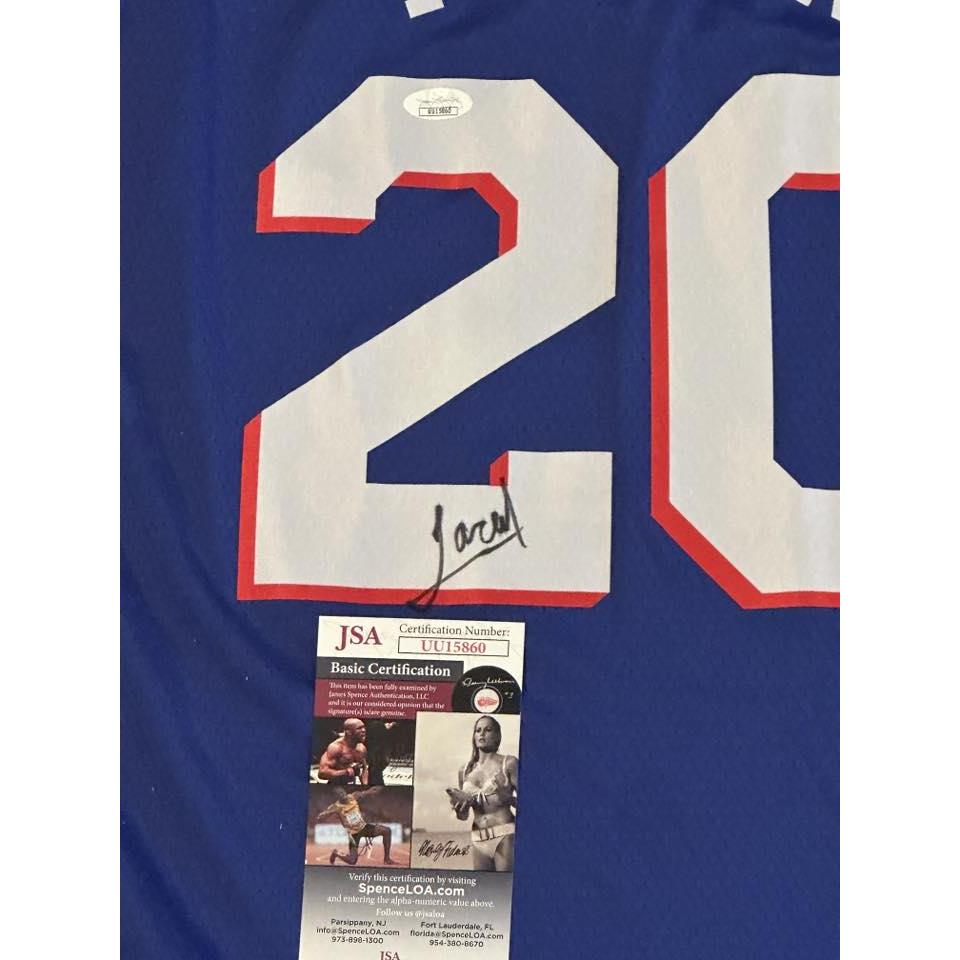 UU15860
20
Jared
JSA
Certification Number:
UU15860
Basic Certification
This item has been fully examined by
James Spence Authentication, LLC
and it is our considered opinion that the
signature(s) is/are genuine.
Verify this certification by visiting
SpenceLOA.com
and entering the alpha-numeric value above.
Follow us @jsaloa
Parsippany, NJ
info@SpenceLOA.com
973-898-1300
Fort Lauderdale, FL
florida@SpenceLOA.com
954-380-8670
JSA